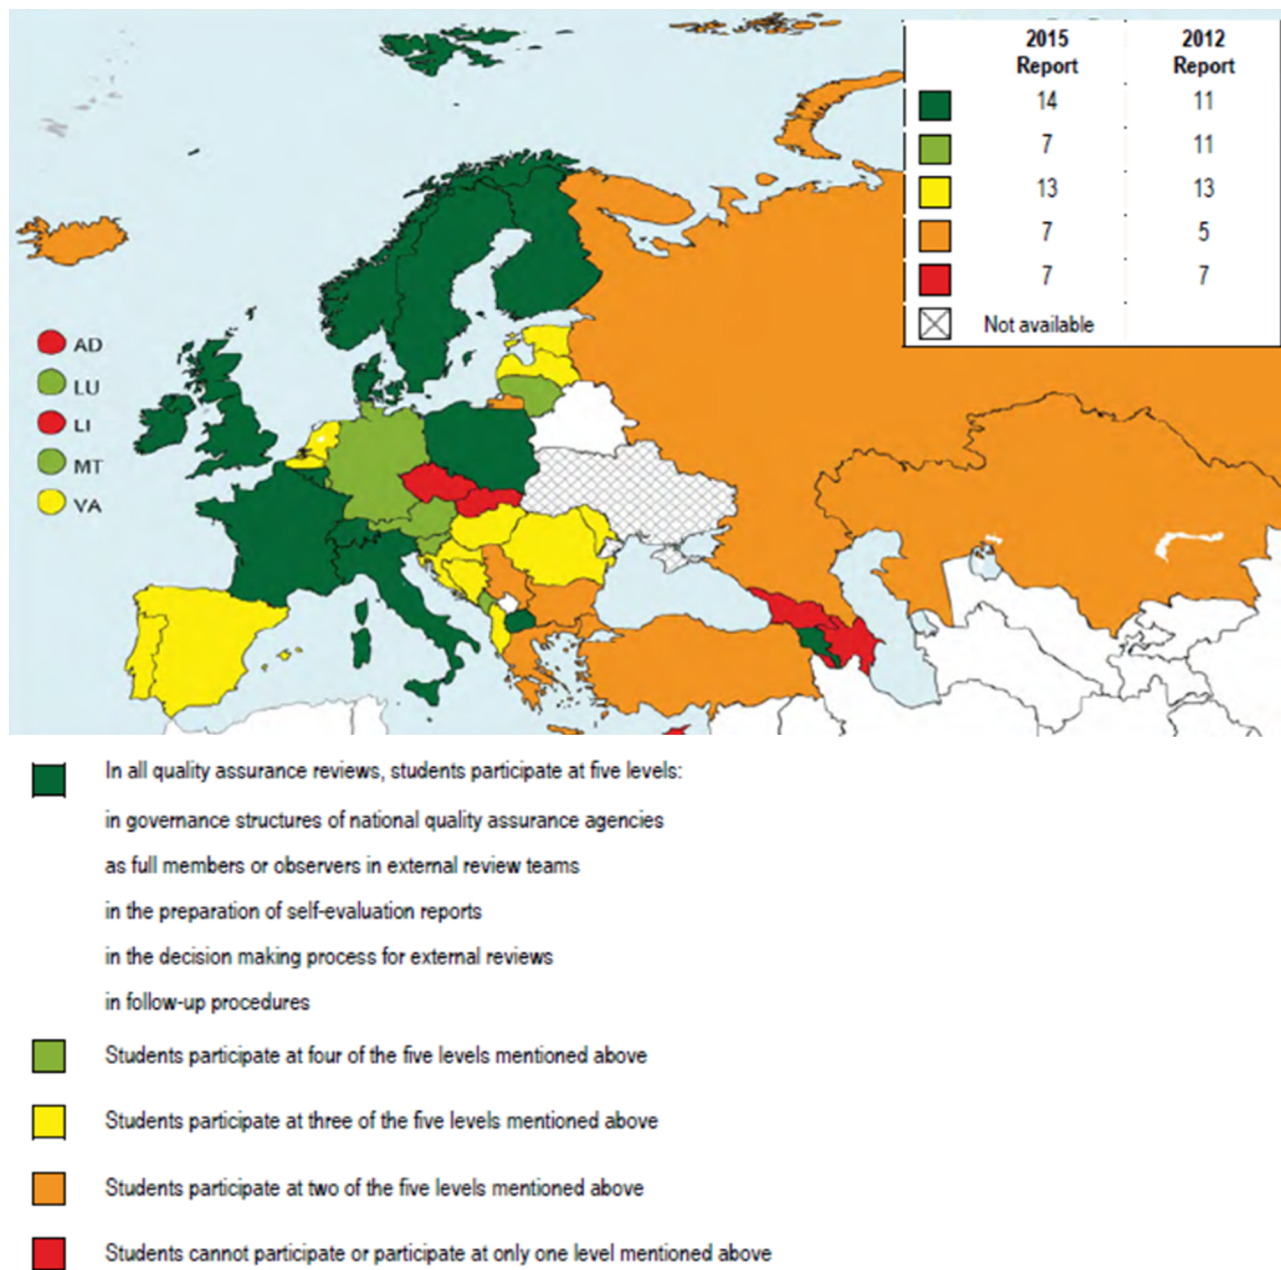 2015 2012
Report Report
14 11
7 11
13 13
7 5
7 7
Not available
AD
LU
LI
MT
VA
In all quality assurance reviews, students participate at five levels:
in governance structures of national quality assurance agencies
as full members or observers in external review teams
in the preparation of self-evaluation reports
in the decision making process for external reviews
in follow-up procedures
Students participate at four of the five levels mentioned above
Students participate at three of the five levels mentioned above
Students participate at two of the five levels mentioned above
Students cannot participate or participate at only one level mentioned above